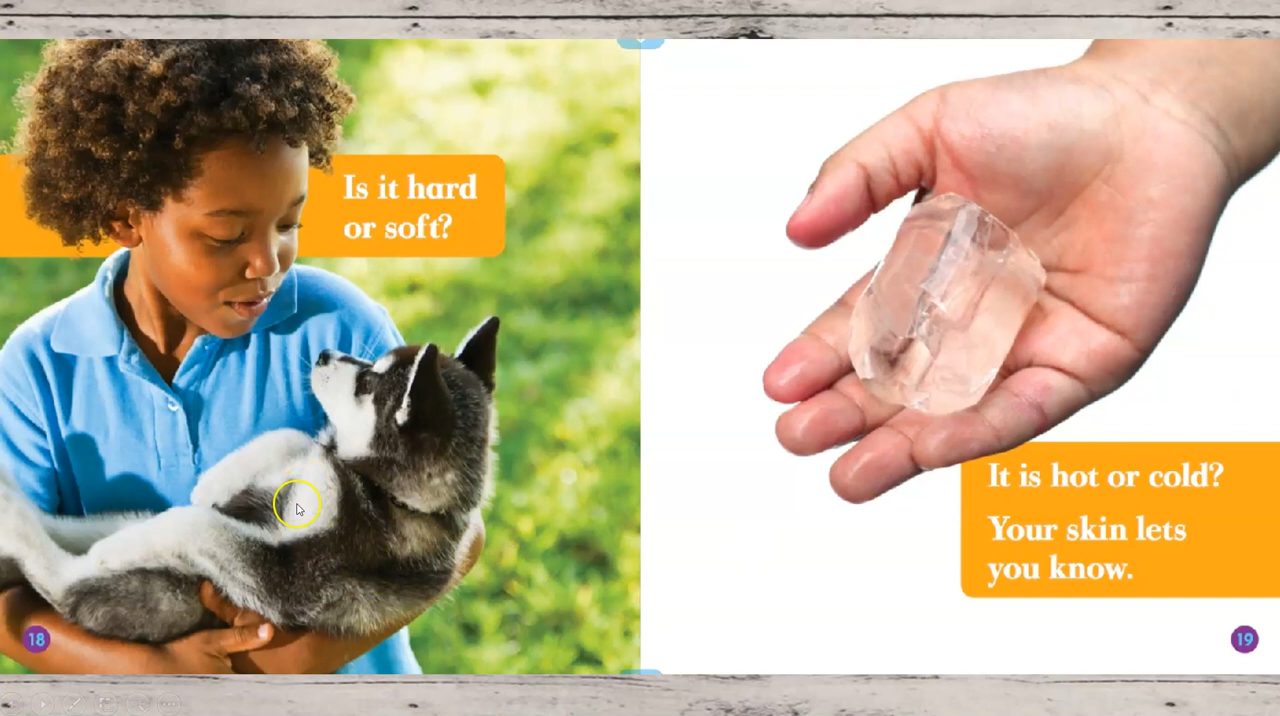 Is it hard
or soft?
18
It is hot or cold?
Your skin lets
you know.
19